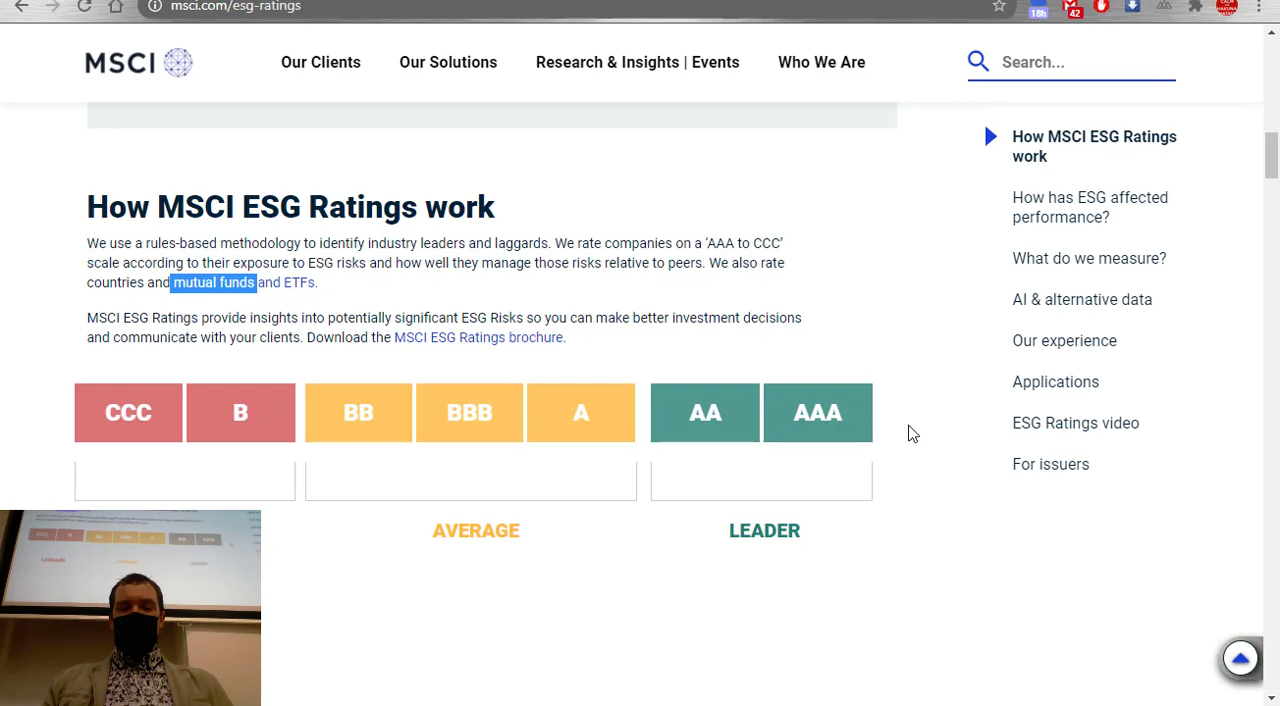 msci.com/esg-ratings
18h
42
MSCI
Our Clients
Our Solutions
Research & Insights | Events
Who We Are
Search...
How MSCI ESG Ratings work
We use a rules-based methodology to identify industry leaders and laggards. We rate companies on a ‘AAA to CCC’
scale according to their exposure to ESG risks and how well they manage those risks relative to peers. We also rate
countries and mutual funds and ETFs.
MSCI ESG Ratings provide insights into potentially significant ESG Risks so you can make better investment decisions
and communicate with your clients. Download the MSCI ESG Ratings brochure.
CCC
B
BB
BBB
A
AA
AAA
AVERAGE
LEADER
How MSCI ESG Ratings
work
How has ESG affected
performance?
What do we measure?
AI & alternative data
Our experience
Applications
ESG Ratings video
For issuers